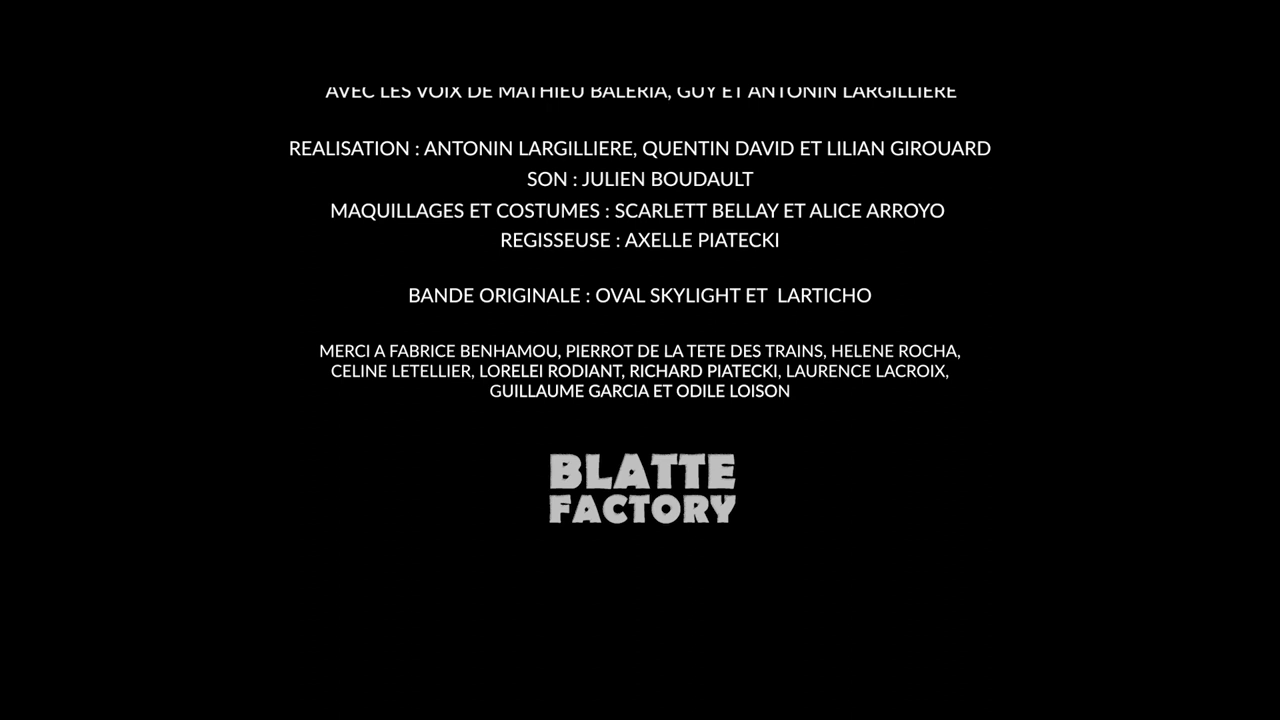 AVEC LES VOIX DE MATHIEU BALERIA, GUY ET ANTONIN LARGILLIERE
REALISATION : ANTONIN LARGILLIERE, QUENTIN DAVID ET LILIAN GIROUARD
SON : JULIEN BOUDAULT
MAQUILLAGES ET COSTUMES : SCARLETT BELLAY ET ALICE ARROYO
REGISSEUSE : AXELLE PIATECKI
BANDE ORIGINALE : OVAL SKYLIGHT ET  LARTICHO
MERCI A FABRICE BENHAMOU, PIERROT DE LA TETE DES TRAINS, HELENE ROCHA,
CELINE LETELLIER, LORELEI RODIANT, RICHARD PIATECKI, LAURENCE LACROIX,
GUILLAUME GARCIA ET ODILE LOISON
BLATTE
FACTORY